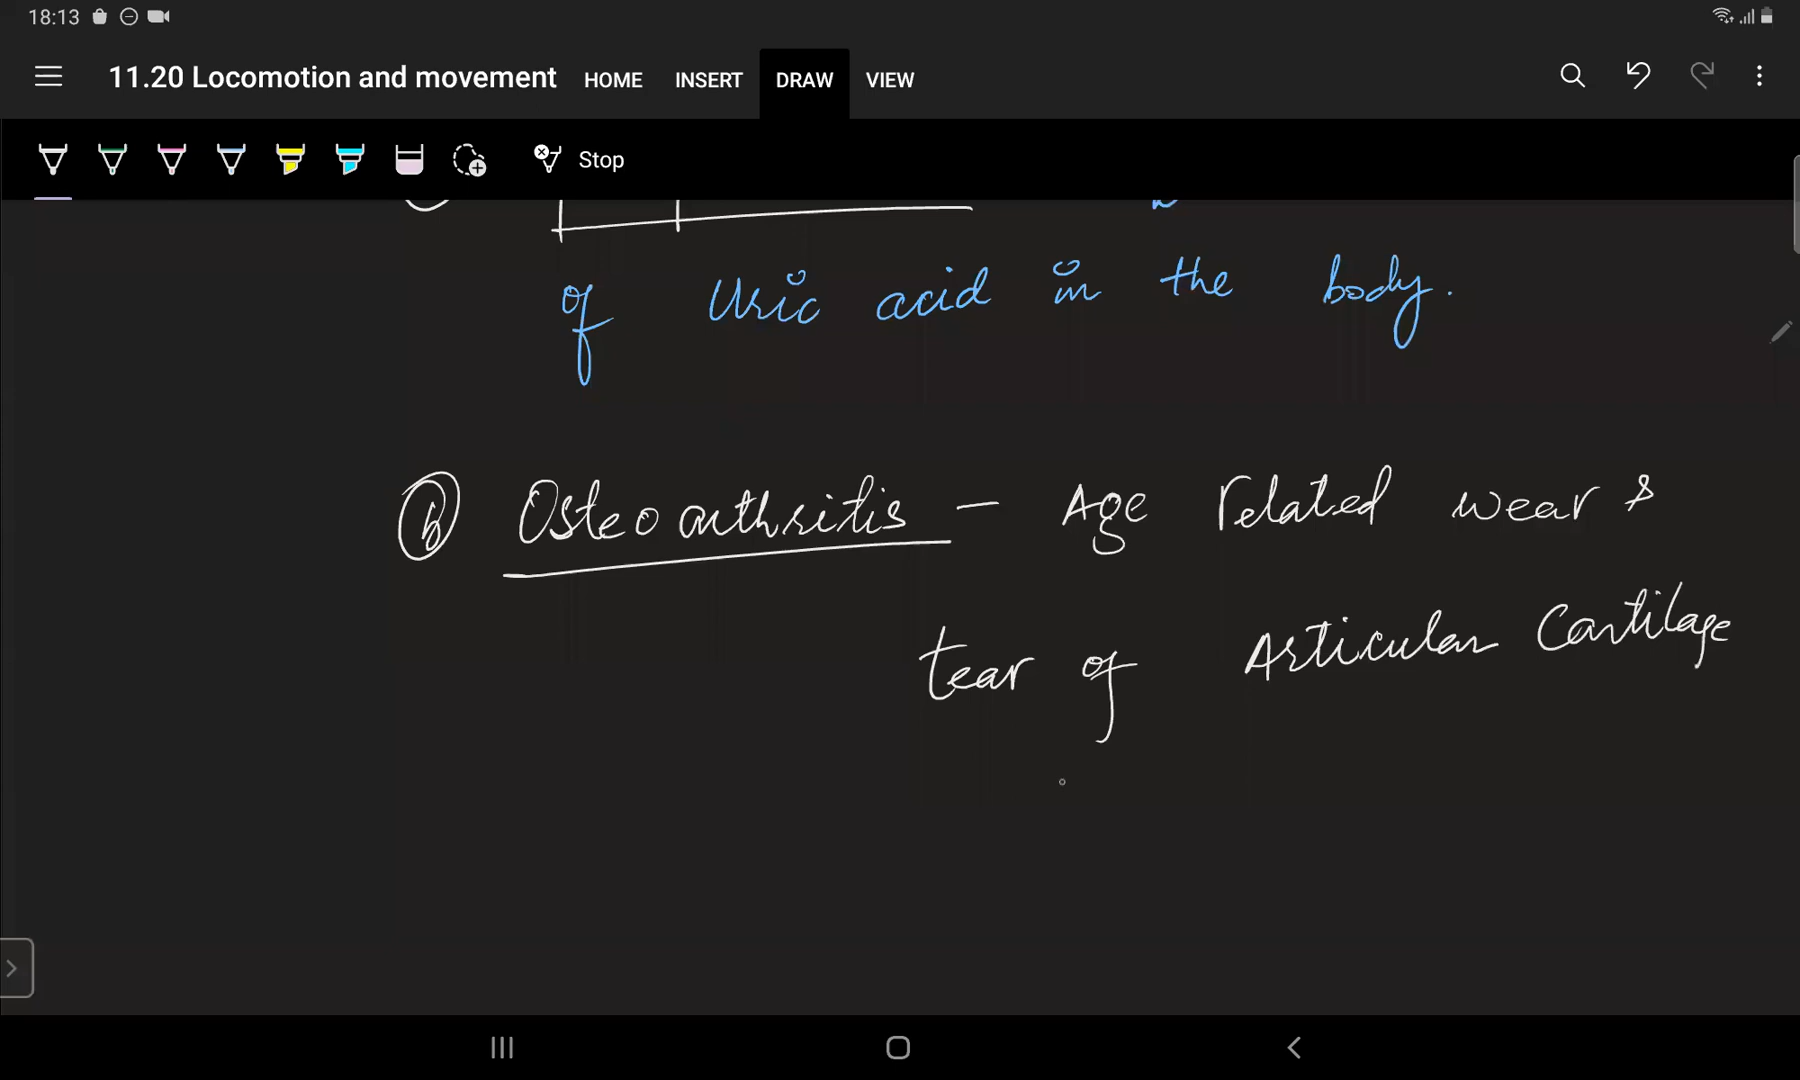 18:13
11.20 Locomotion and movement HOME INSERT DRAW VIEW
Stop
of Uric acid in the body.
(b) Osteoarthritis — Age related wear &
tear of Articular Cartilage